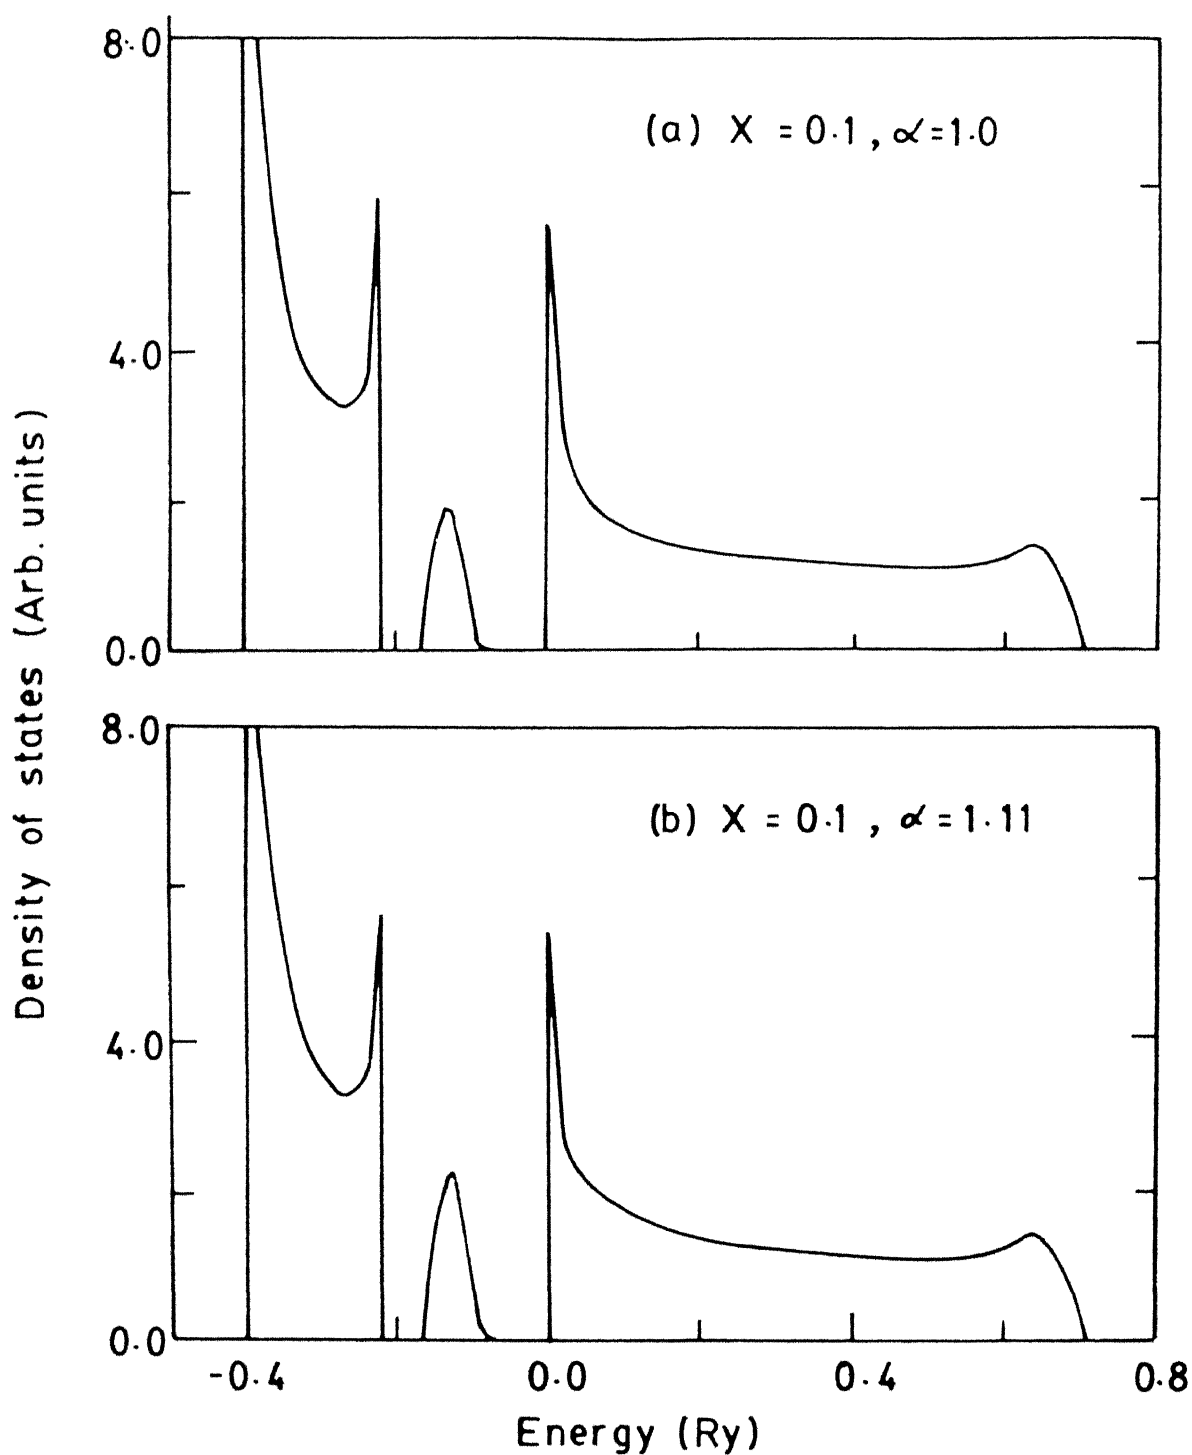 8.0
(a) X = 0.1 , α = 1.0
4.0
0.0
8.0
(b) X = 0.1 , α = 1.11
4.0
0.0
-0.4 0.0 0.4 0.8
Energy (Ry)
Density of states (Arb. units)